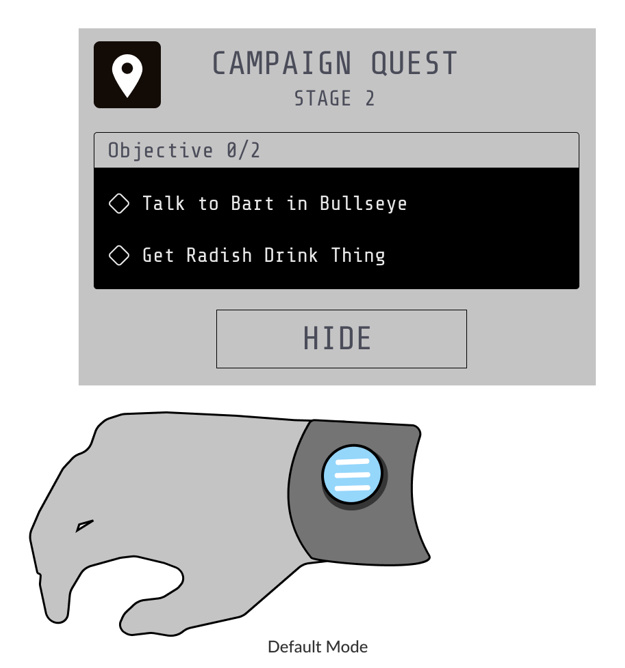 CAMPAIGN QUEST
STAGE 2
Objective 0/2
Talk to Bart in Bullseye
Get Radish Drink Thing
HIDE
Default Mode